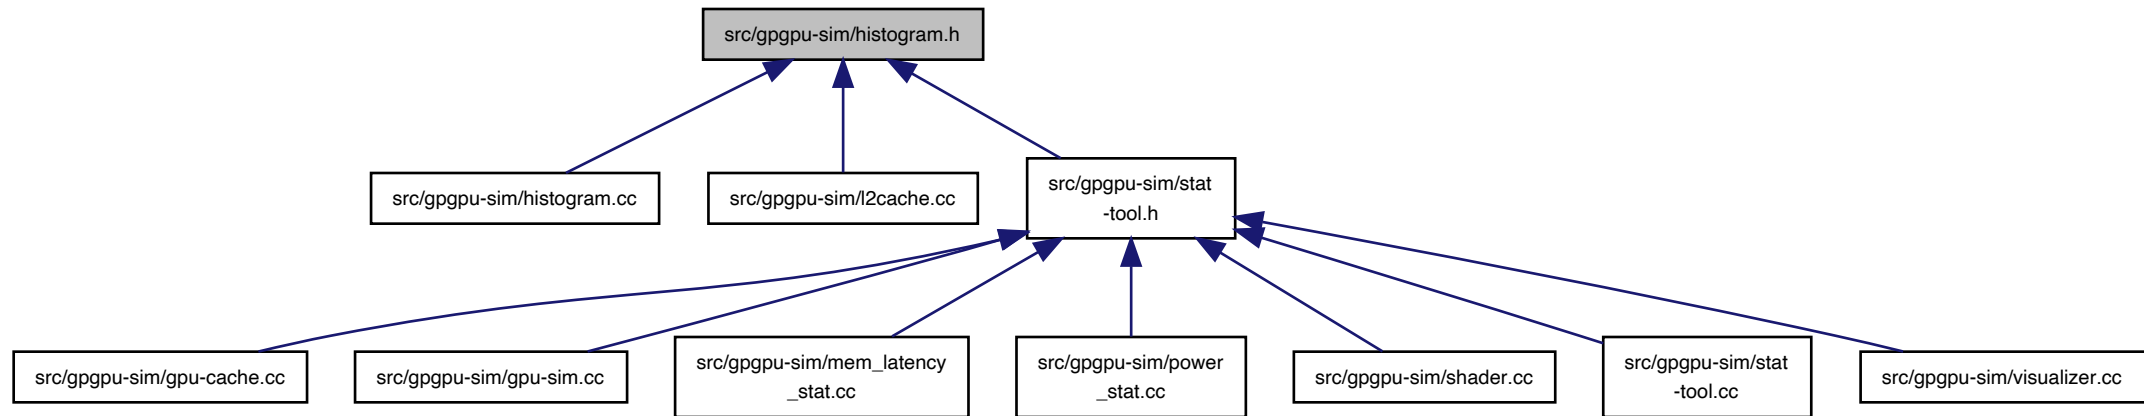 src/gpgpu-sim/histogram.h
src/gpgpu-sim/histogram.cc
src/gpgpu-sim/l2cache.cc
src/gpgpu-sim/stat
-tool.h
src/gpgpu-sim/gpu-cache.cc
src/gpgpu-sim/gpu-sim.cc
src/gpgpu-sim/mem_latency
_stat.cc
src/gpgpu-sim/power
_stat.cc
src/gpgpu-sim/shader.cc
src/gpgpu-sim/stat
-tool.cc
src/gpgpu-sim/visualizer.cc